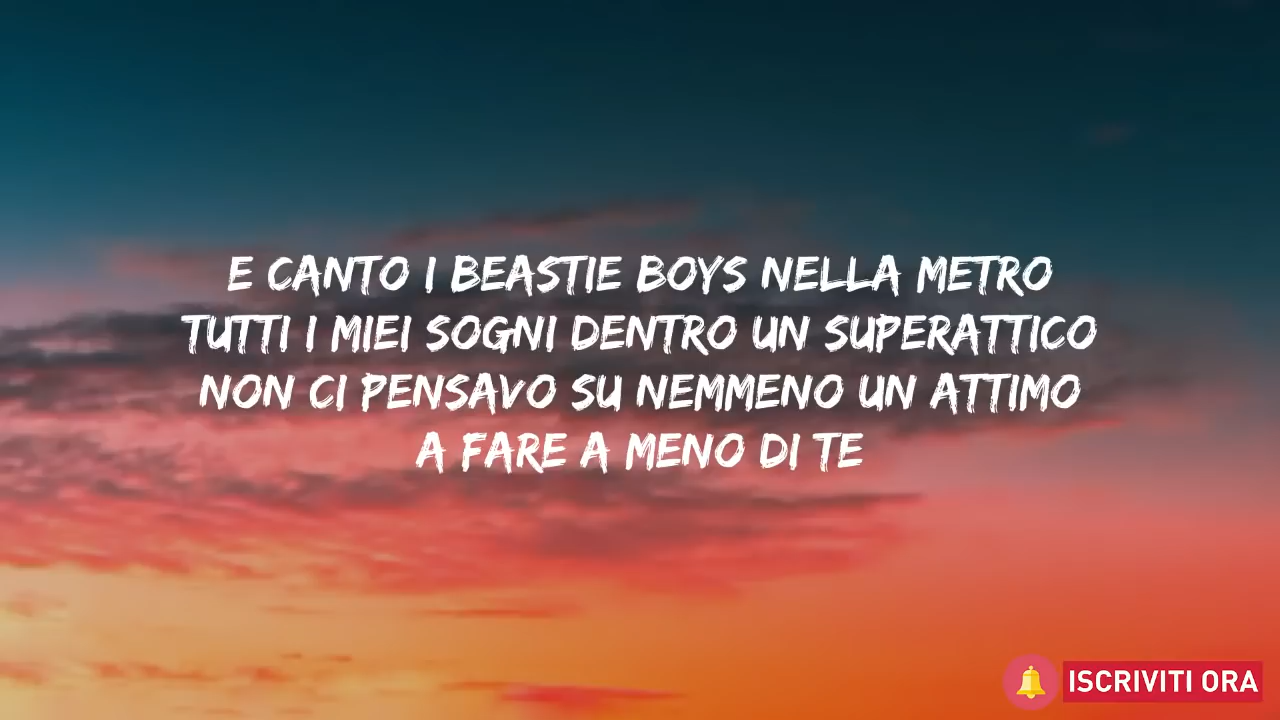 E CANTO I BEASTIE BOYS NELLA METRO
TUTTI I MIEI SOGNI DENTRO UN SUPERATTICO
NON CI PENSAVO SU NEMMENO UN ATTIMO
A FARE A MENO DI TE
ISCRIVITI ORA